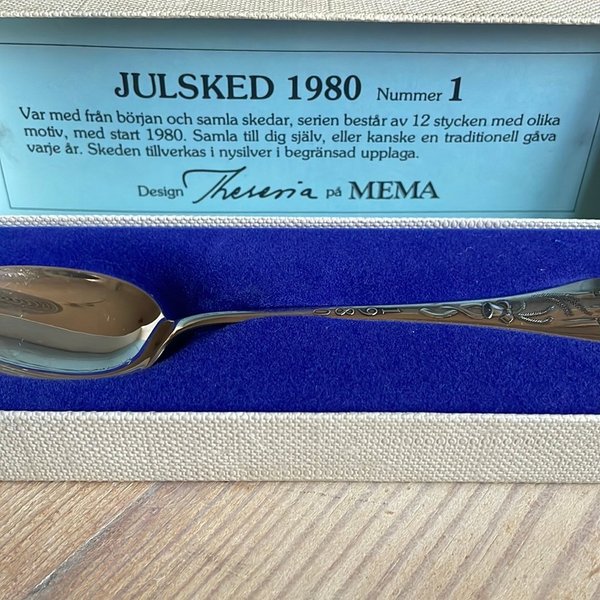 JULSKED 1980 Nummer 1
Var med från början och samla skedar, serien består av 12 stycken med olika
motiv, med start 1980. Samla till dig själv, eller kanske en traditionell gåva
varje år. Skeden tillverkas i nysilver i begränsad upplaga.
Design Theresia på MEMA
1980